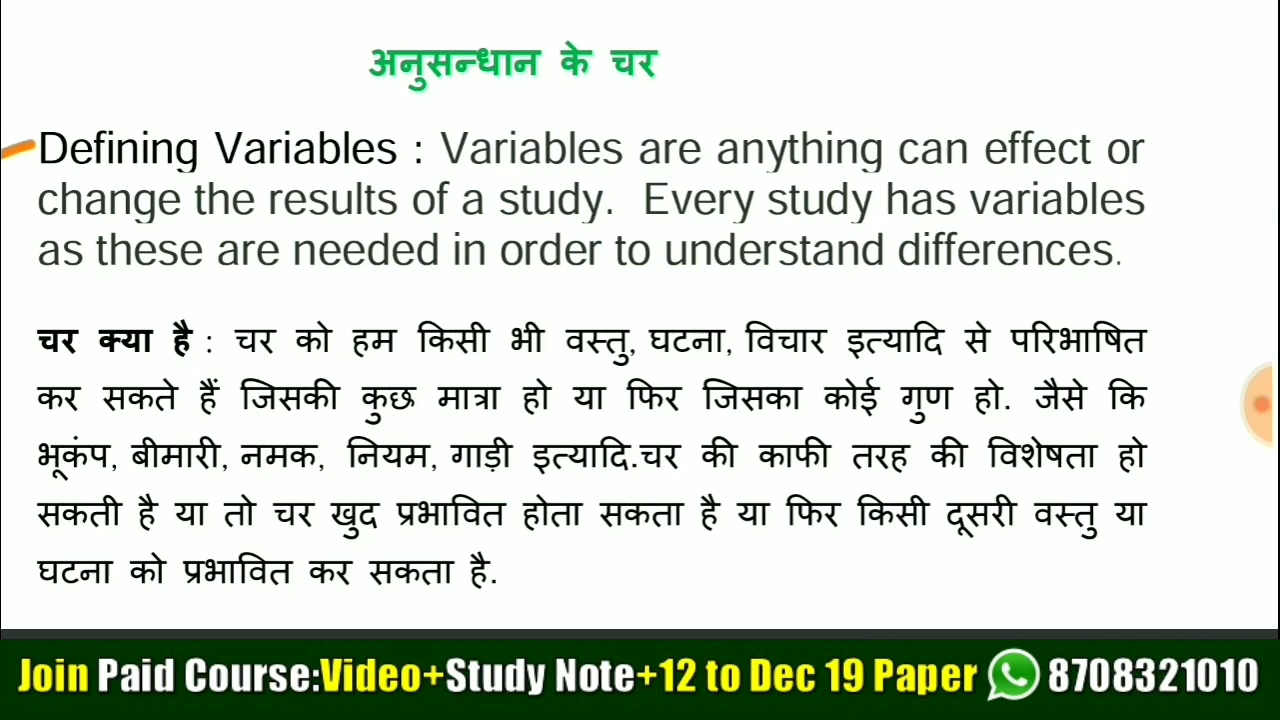 अनुसन्धान के चर
Defining Variables : Variables are anything can effect or
change the results of a study. Every study has variables
as these are needed in order to understand differences.
चर क्या है : चर को हम किसी भी वस्तु, घटना, विचार इत्यादि से परिभाषित
कर सकते हैं जिसकी कुछ मात्रा हो या फिर जिसका कोई गुण हो. जैसे कि
भूकंप, बीमारी, नमक, नियम, गाड़ी इत्यादि.चर की काफी तरह की विशेषता हो
सकती है या तो चर खुद प्रभावित होता सकता है या फिर किसी दूसरी वस्तु या
घटना को प्रभावित कर सकता है.
Join Paid Course:Video+Study Note+12 to Dec 19 Paper 8708321010